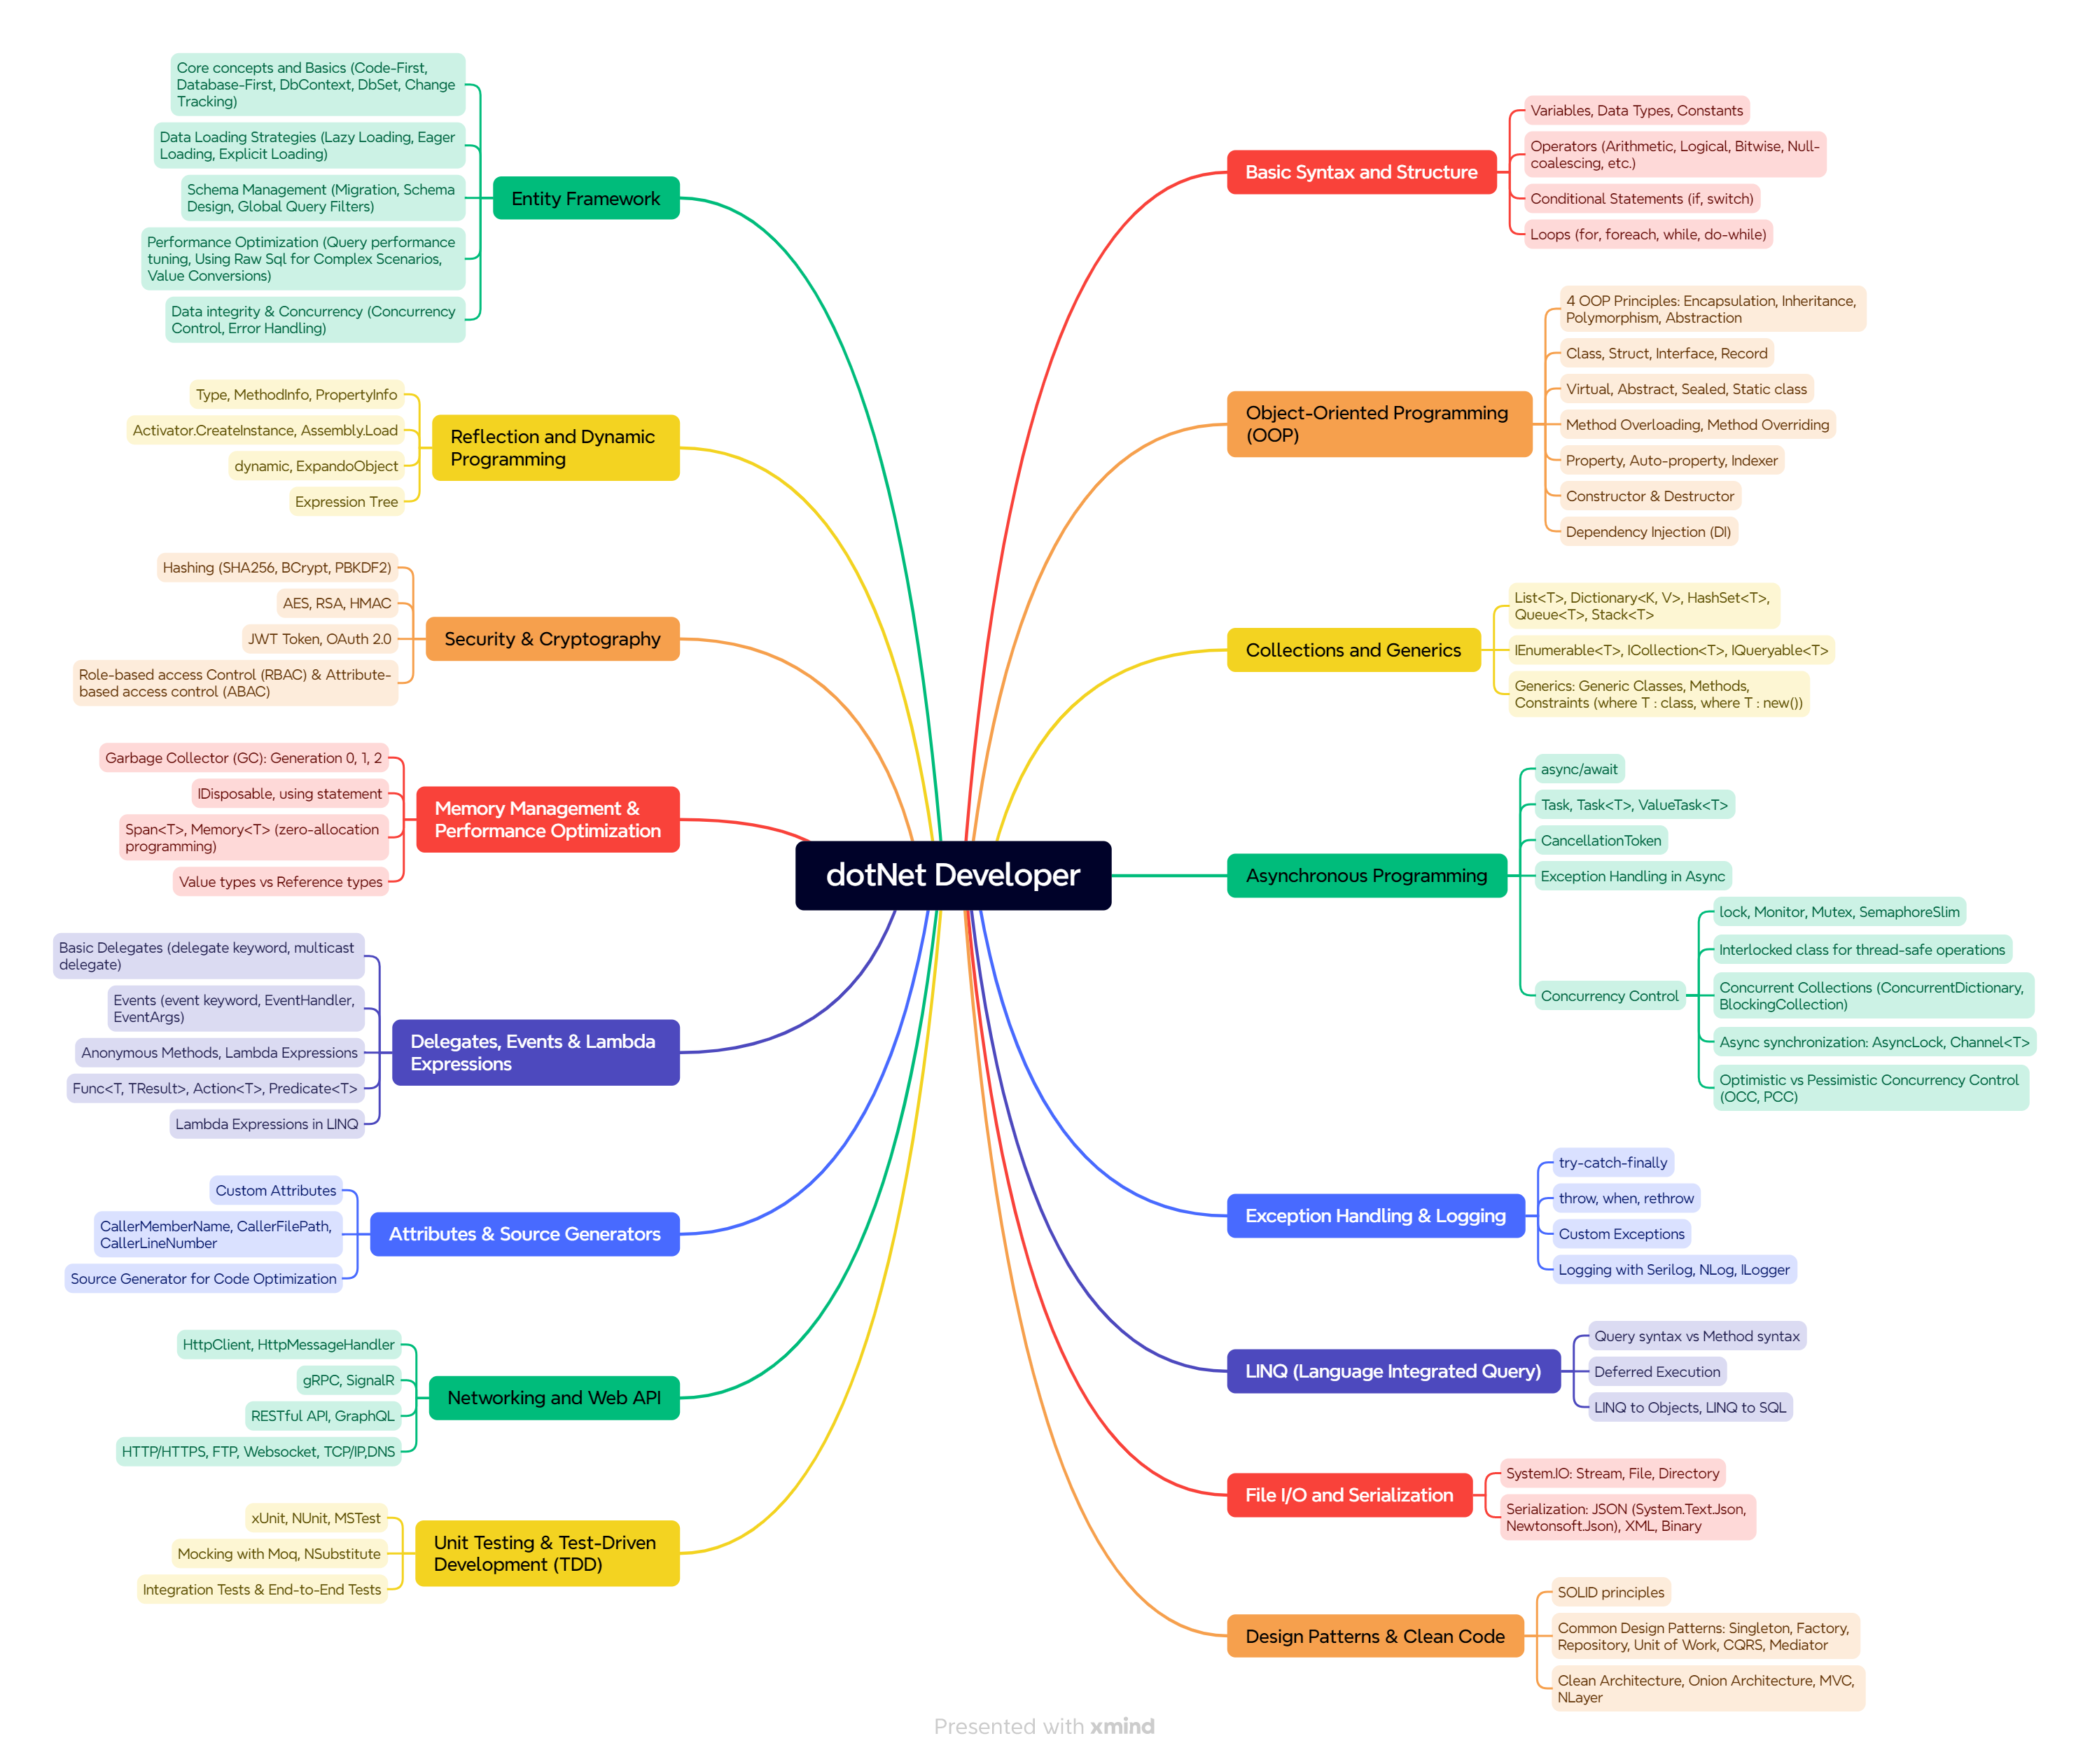 dotNet Developer
Basic Syntax and Structure
Variables, Data Types, Constants
Operators (Arithmetic, Logical, Bitwise, Null-
coalescing, etc.)
Conditional Statements (if, switch)
Loops (for, foreach, while, do-while)
Object-Oriented Programming
(OOP)
4 OOP Principles: Encapsulation, Inheritance,
Polymorphism, Abstraction
Class, Struct, Interface, Record
Virtual, Abstract, Sealed, Static class
Method Overloading, Method Overriding
Property, Auto-property, Indexer
Constructor & Destructor
Dependency Injection (DI)
Collections and Generics
List<T>, Dictionary<K, V>, HashSet<T>,
Queue<T>, Stack<T>
IEnumerable<T>, ICollection<T>, IQueryable<T>
Generics: Generic Classes, Methods,
Constraints (where T : class, where T : new())
Asynchronous Programming
async/await
Task, Task<T>, ValueTask<T>
CancellationToken
Exception Handling in Async
Concurrency Control
lock, Monitor, Mutex, SemaphoreSlim
Interlocked class for thread-safe operations
Concurrent Collections (ConcurrentDictionary,
BlockingCollection)
Async synchronization: AsyncLock, Channel<T>
Optimistic vs Pessimistic Concurrency Control
(OCC, PCC)
Exception Handling & Logging
try-catch-finally
throw, when, rethrow
Custom Exceptions
Logging with Serilog, NLog, ILogger
LINQ (Language Integrated Query)
Query syntax vs Method syntax
Deferred Execution
LINQ to Objects, LINQ to SQL
File I/O and Serialization
System.IO: Stream, File, Directory
Serialization: JSON (System.Text.Json,
Newtonsoft.Json), XML, Binary
Design Patterns & Clean Code
SOLID principles
Common Design Patterns: Singleton, Factory,
Repository, Unit of Work, CQRS, Mediator
Clean Architecture, Onion Architecture, MVC,
NLayer
Entity Framework
Core concepts and Basics (Code-First,
Database-First, DbContext, DbSet, Change
Tracking)
Data Loading Strategies (Lazy Loading, Eager
Loading, Explicit Loading)
Schema Management (Migration, Schema
Design, Global Query Filters)
Performance Optimization (Query performance
tuning, Using Raw Sql for Complex Scenarios,
Value Conversions)
Data integrity & Concurrency (Concurrency
Control, Error Handling)
Reflection and Dynamic
Programming
Type, MethodInfo, PropertyInfo
Activator.CreateInstance, Assembly.Load
dynamic, ExpandoObject
Expression Tree
Security & Cryptography
Hashing (SHA256, BCrypt, PBKDF2)
AES, RSA, HMAC
JWT Token, OAuth 2.0
Role-based access Control (RBAC) & Attribute-
based access control (ABAC)
Memory Management &
Performance Optimization
Garbage Collector (GC): Generation 0, 1, 2
IDisposable, using statement
Span<T>, Memory<T> (zero-allocation
programming)
Value types vs Reference types
Delegates, Events & Lambda
Expressions
Basic Delegates (delegate keyword, multicast
delegate)
Events (event keyword, EventHandler,
EventArgs)
Anonymous Methods, Lambda Expressions
Func<T, TResult>, Action<T>, Predicate<T>
Lambda Expressions in LINQ
Attributes & Source Generators
Custom Attributes
CallerMemberName, CallerFilePath,
CallerLineNumber
Source Generator for Code Optimization
Networking and Web API
HttpClient, HttpMessageHandler
gRPC, SignalR
RESTful API, GraphQL
HTTP/HTTPS, FTP, Websocket, TCP/IP,DNS
Unit Testing & Test-Driven
Development (TDD)
xUnit, NUnit, MSTest
Mocking with Moq, NSubstitute
Integration Tests & End-to-End Tests
Presented with xmind